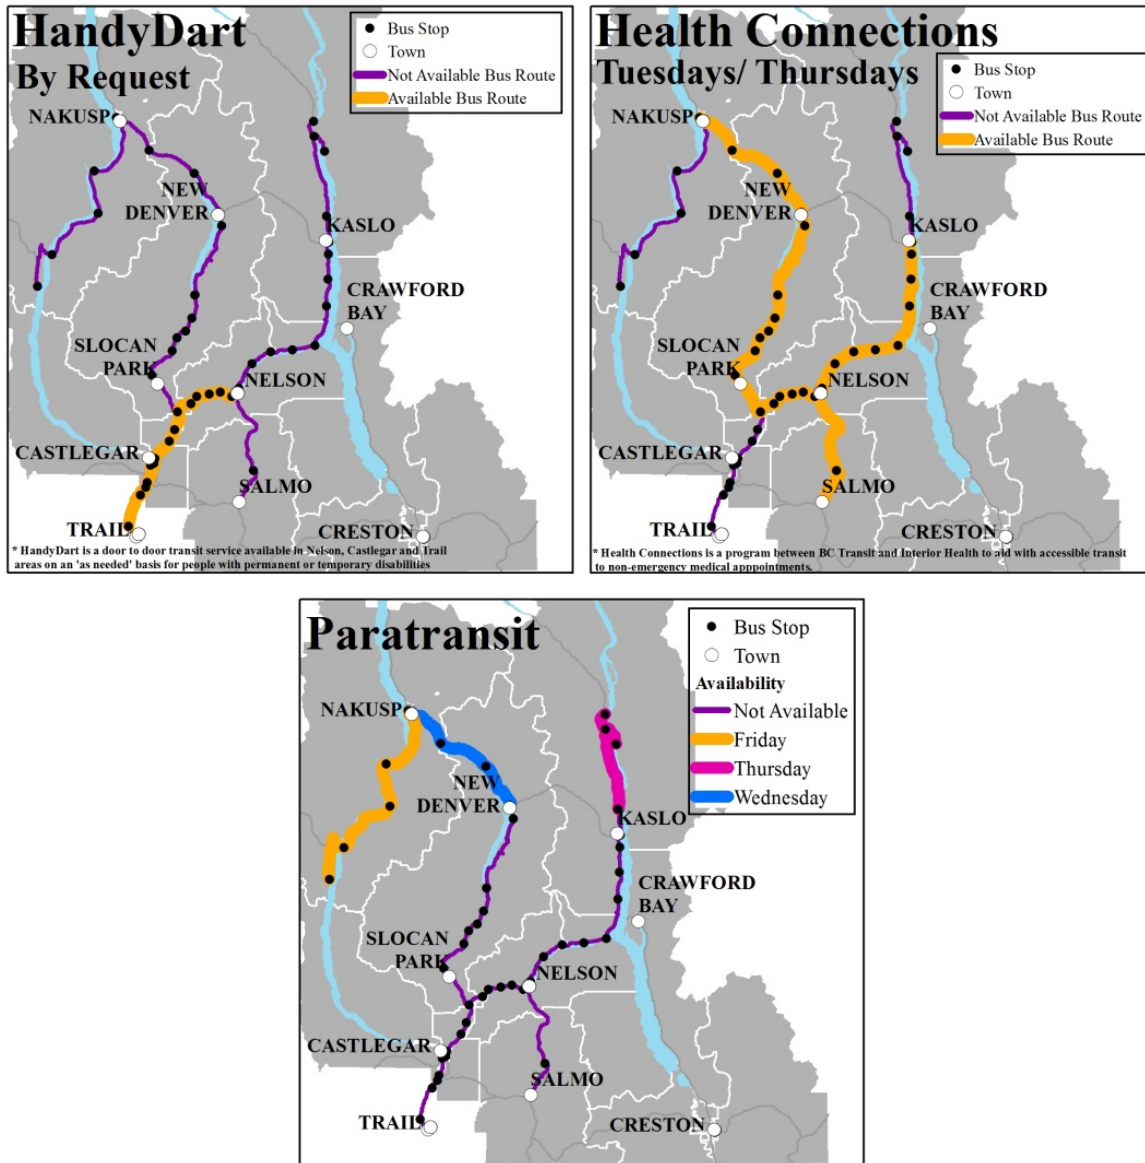 HandyDart
By Request
Bus Stop
Town
Not Available Bus Route
Available Bus Route
NAKUSP
NEW
DENVER
KASLO
CRAWFORD
BAY
SLOCAN
PARK
NELSON
CASTLEGAR
SALMO
TRAIL
CRESTON
* HandyDart is a door to door transit service available in Nelson, Castlegar and Trail
areas on an 'as needed' basis for people with permanent or temporary disabilities
Health Connections
Tuesdays/ Thursdays
Bus Stop
Town
Not Available Bus Route
Available Bus Route
NAKUSP
NEW
DENVER
KASLO
CRAWFORD
BAY
SLOCAN
PARK
NELSON
CASTLEGAR
SALMO
TRAIL
CRESTON
* Health Connections is a program between BC Transit and Interior Health to aid with accessible transit
to non-emergency medical apppointments.
Paratransit
Bus Stop
Town
Availability
Not Available
Friday
Thursday
Wednesday
NAKUSP
NEW
DENVER
KASLO
CRAWFORD
BAY
SLOCAN
PARK
NELSON
CASTLEGAR
SALMO
TRAIL
CRESTON